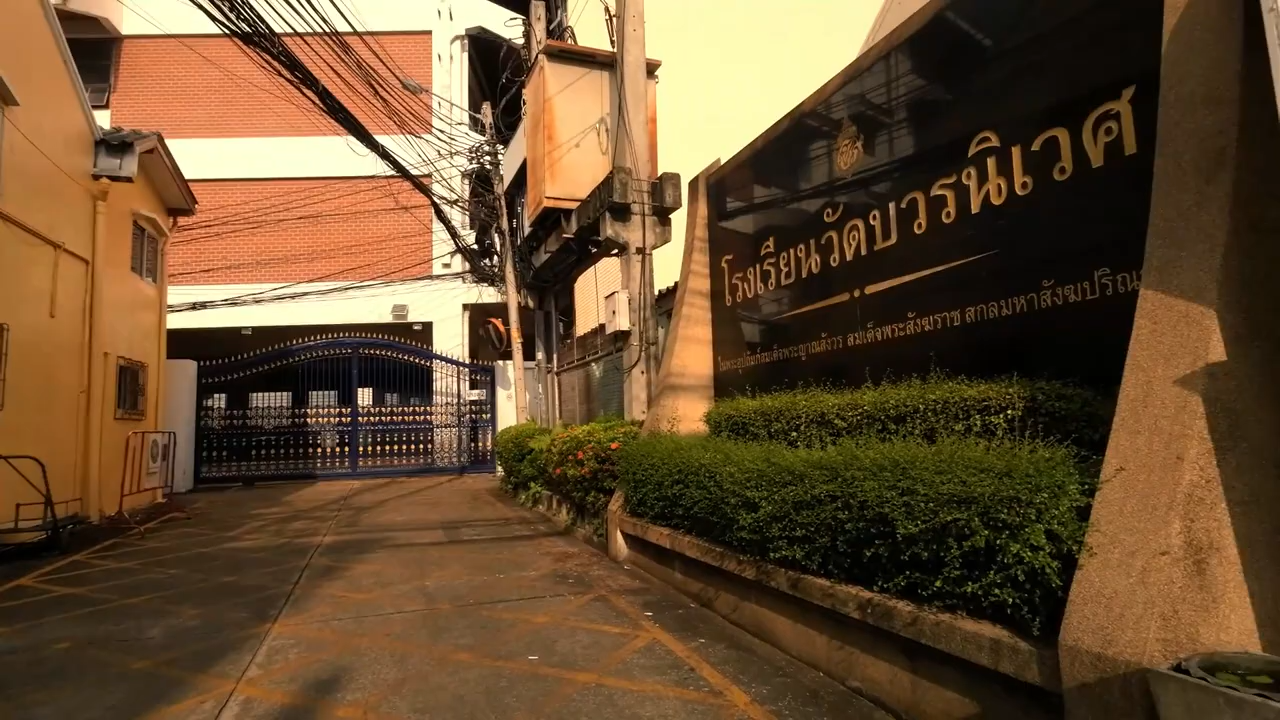 โรงเรียนวัดบวรนิเวศ
ในพระอุปถัมภ์สมเด็จพระญาณสังวร สมเด็จพระสังฆราช สกลมหาสังฆปริณ